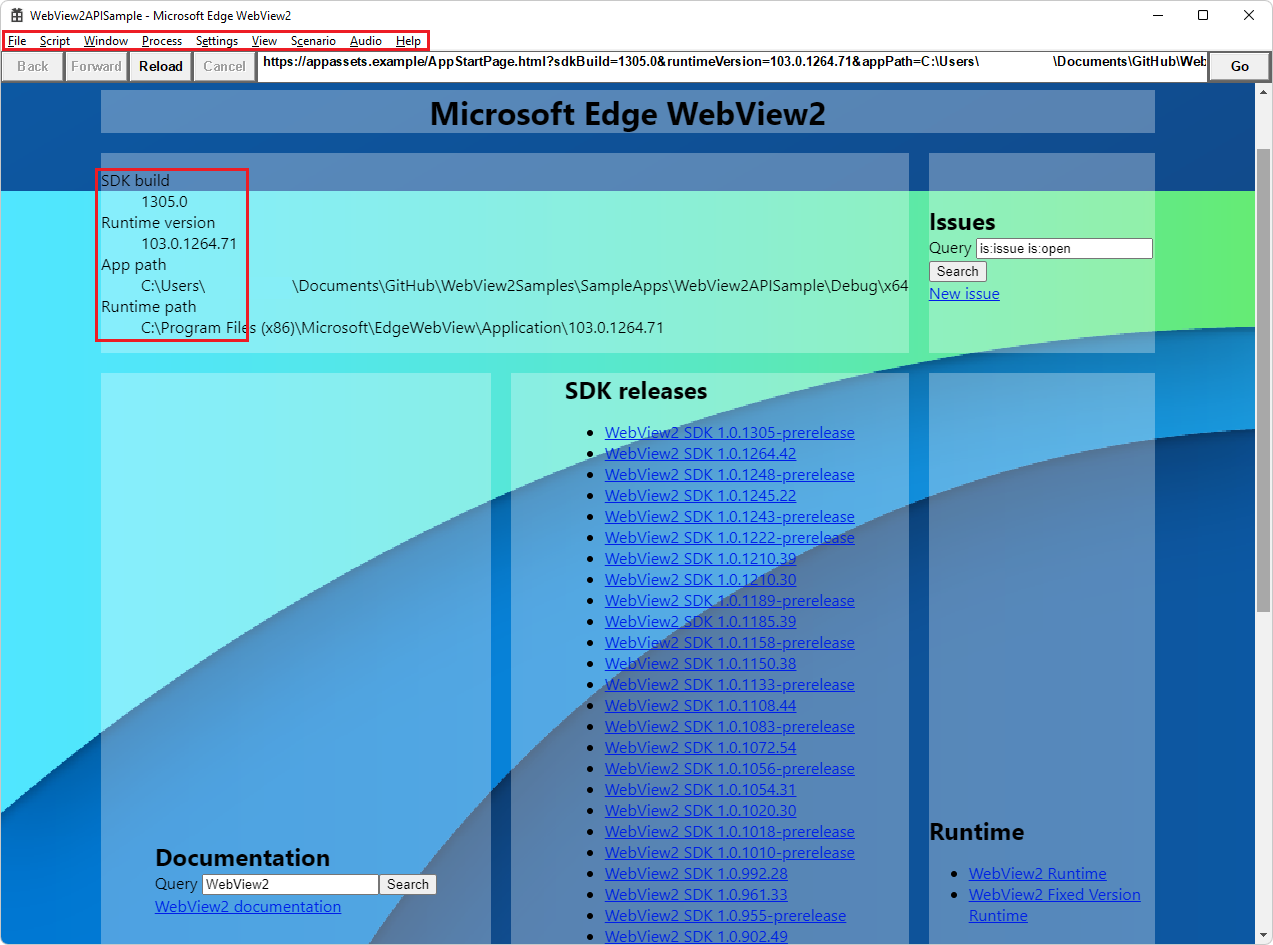 WebView2APISample - Microsoft Edge WebView2
File Script Window Process Settings View Scenario Audio Help
Back Forward Reload Cancel https://appassets.example/AppStartPage.html?sdkBuild=1305.0&runtimeVersion=103.0.1264.71&appPath=C:\Users\ \Documents\GitHub\Web Go
Microsoft Edge WebView2
SDK build
1305.0
Runtime version
103.0.1264.71
App path
C:\Users\ \Documents\GitHub\WebView2Samples\SampleApps\WebView2APISample\Debug\x64
Runtime path
C:\Program Files (x86)\Microsoft\EdgeWebView\Application\103.0.1264.71
Issues
Query is:issue is:open
Search
New issue
Documentation
Query WebView2 Search
WebView2 documentation
SDK releases
WebView2 SDK 1.0.1305-prerelease
WebView2 SDK 1.0.1264.42
WebView2 SDK 1.0.1248-prerelease
WebView2 SDK 1.0.1245.22
WebView2 SDK 1.0.1243-prerelease
WebView2 SDK 1.0.1222-prerelease
WebView2 SDK 1.0.1210.39
WebView2 SDK 1.0.1210.30
WebView2 SDK 1.0.1189-prerelease
WebView2 SDK 1.0.1185.39
WebView2 SDK 1.0.1158-prerelease
WebView2 SDK 1.0.1150.38
WebView2 SDK 1.0.1133-prerelease
WebView2 SDK 1.0.1108.44
WebView2 SDK 1.0.1083-prerelease
WebView2 SDK 1.0.1072.54
WebView2 SDK 1.0.1056-prerelease
WebView2 SDK 1.0.1054.31
WebView2 SDK 1.0.1020.30
WebView2 SDK 1.0.1018-prerelease
WebView2 SDK 1.0.1010-prerelease
WebView2 SDK 1.0.992.28
WebView2 SDK 1.0.961.33
WebView2 SDK 1.0.955-prerelease
WebView2 SDK 1.0.902.49
Runtime
WebView2 Runtime
WebView2 Fixed Version
Runtime